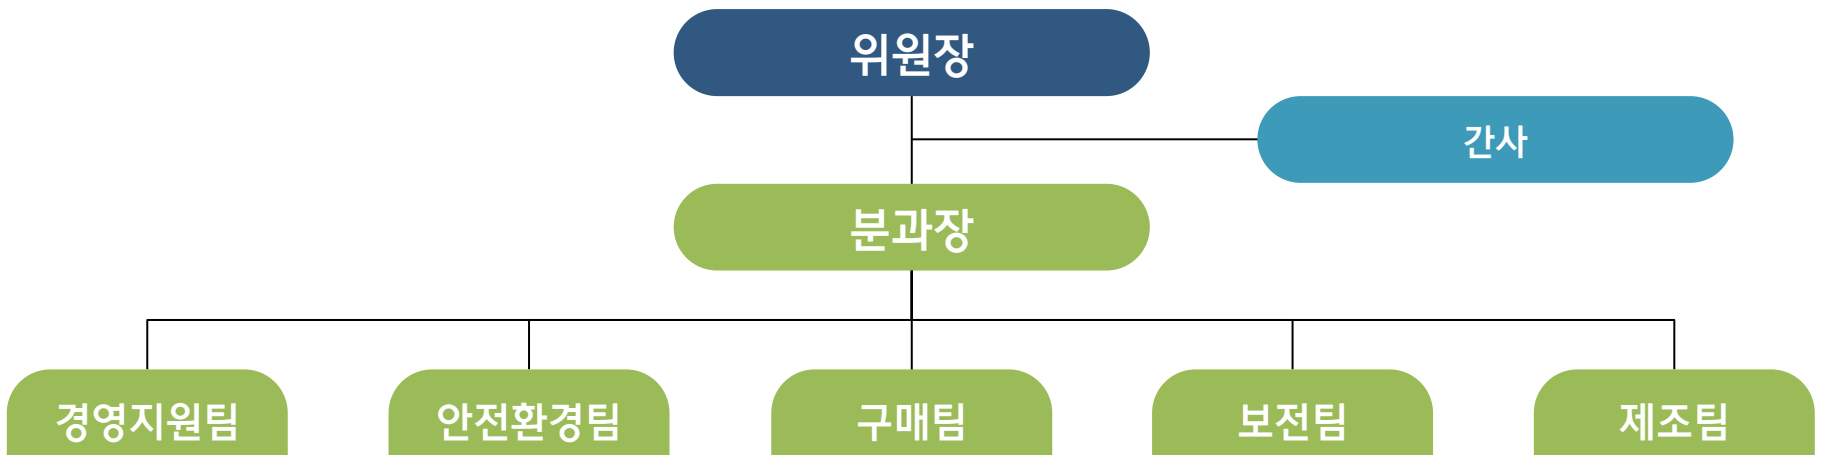 위원장
간사
분과장
경영지원팀
안전환경팀
구매팀
보전팀
제조팀